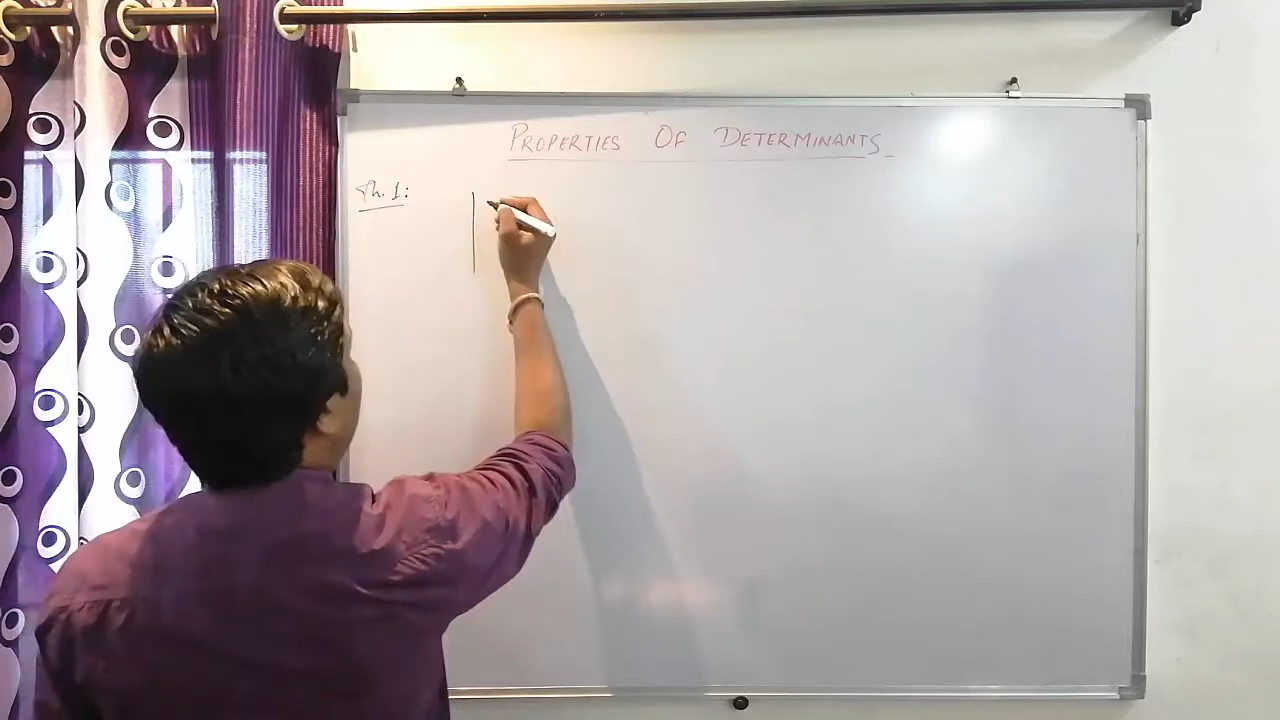 PROPERTIES OF DETERMINANTS
Th. 1: